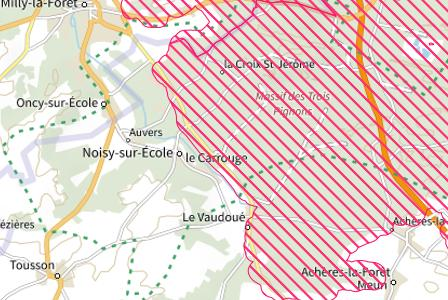 Milly-la-Forêt
la Croix St Jérôme
Massif des Trois
Pignons
Oncy-sur-École
Auvers
Noisy-sur-École
le Carrouge
Le Vaudoué
Achères-la-
ézières
Tousson
Achères-la-Forêt
Meun